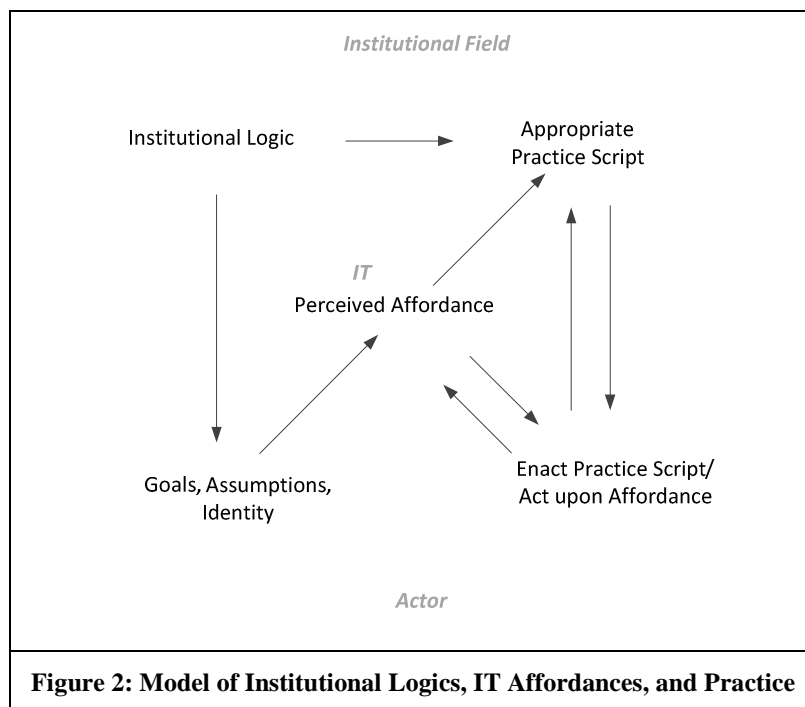 Institutional Field
Institutional Logic
Appropriate
Practice Script
IT
Perceived Affordance
Goals, Assumptions,
Identity
Enact Practice Script/
Act upon Affordance
Actor
Figure 2: Model of Institutional Logics, IT Affordances, and Practice